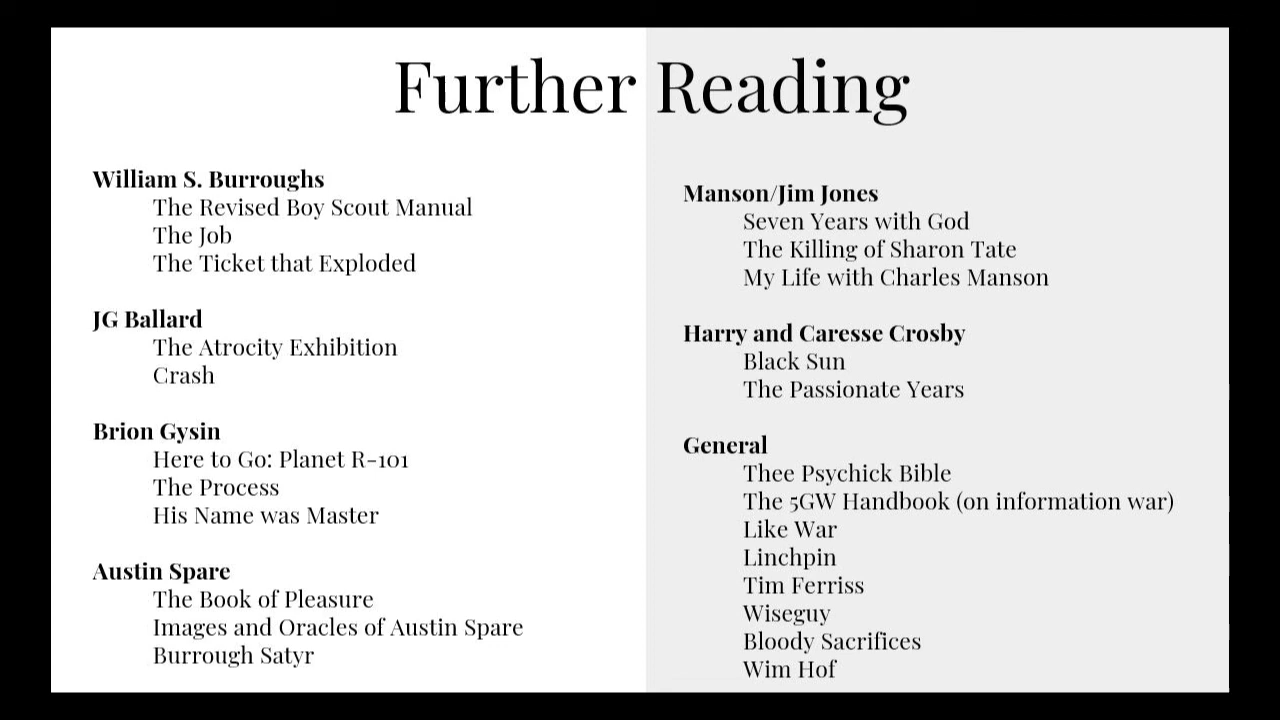 Further Reading
William S. Burroughs
The Revised Boy Scout Manual
The Job
The Ticket that Exploded
JG Ballard
The Atrocity Exhibition
Crash
Brion Gysin
Here to Go: Planet R-101
The Process
His Name was Master
Austin Spare
The Book of Pleasure
Images and Oracles of Austin Spare
Burrough Satyr
Manson/Jim Jones
Seven Years with God
The Killing of Sharon Tate
My Life with Charles Manson
Harry and Caresse Crosby
Black Sun
The Passionate Years
General
Thee Psychick Bible
The 5GW Handbook (on information war)
Like War
Linchpin
Tim Ferriss
Wiseguy
Bloody Sacrifices
Wim Hof